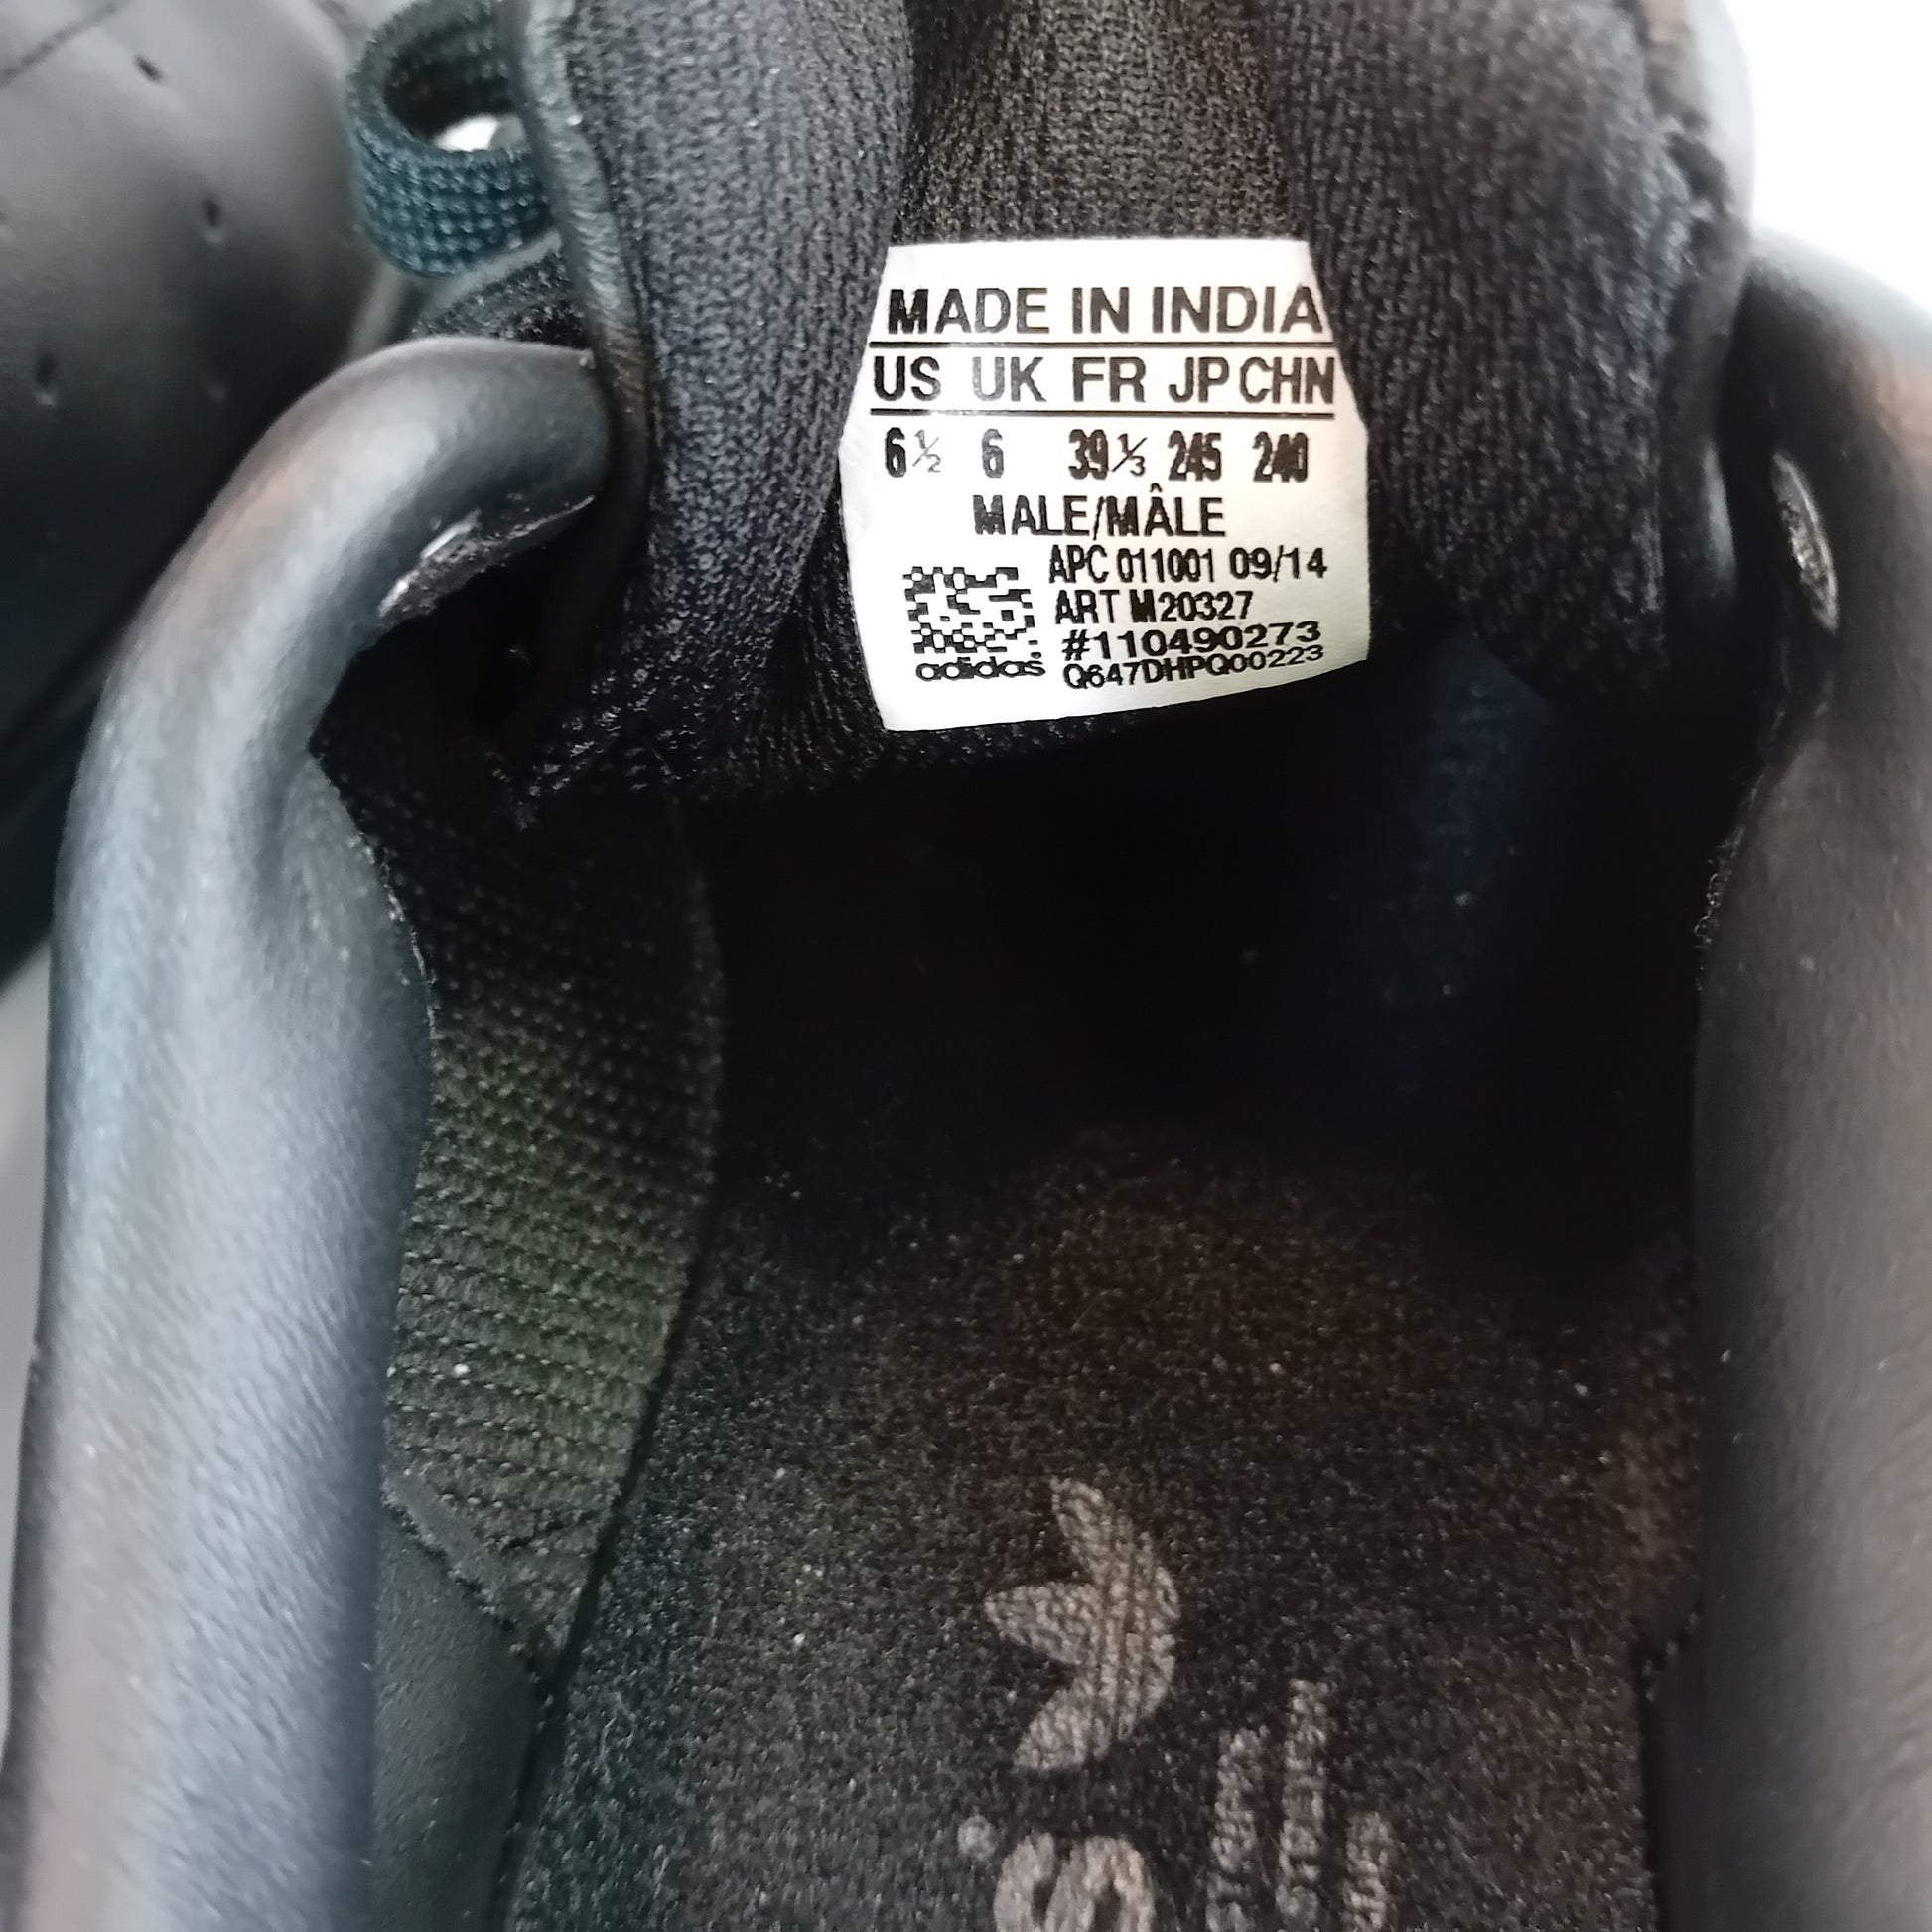 MADE IN INDIA
US UK FR JP CHN
6½ 6 39⅓ 245 240
MALE/MÂLE
APC 011001 09/14
ART M20327
#110490273
adidas Q647DHPQ00223